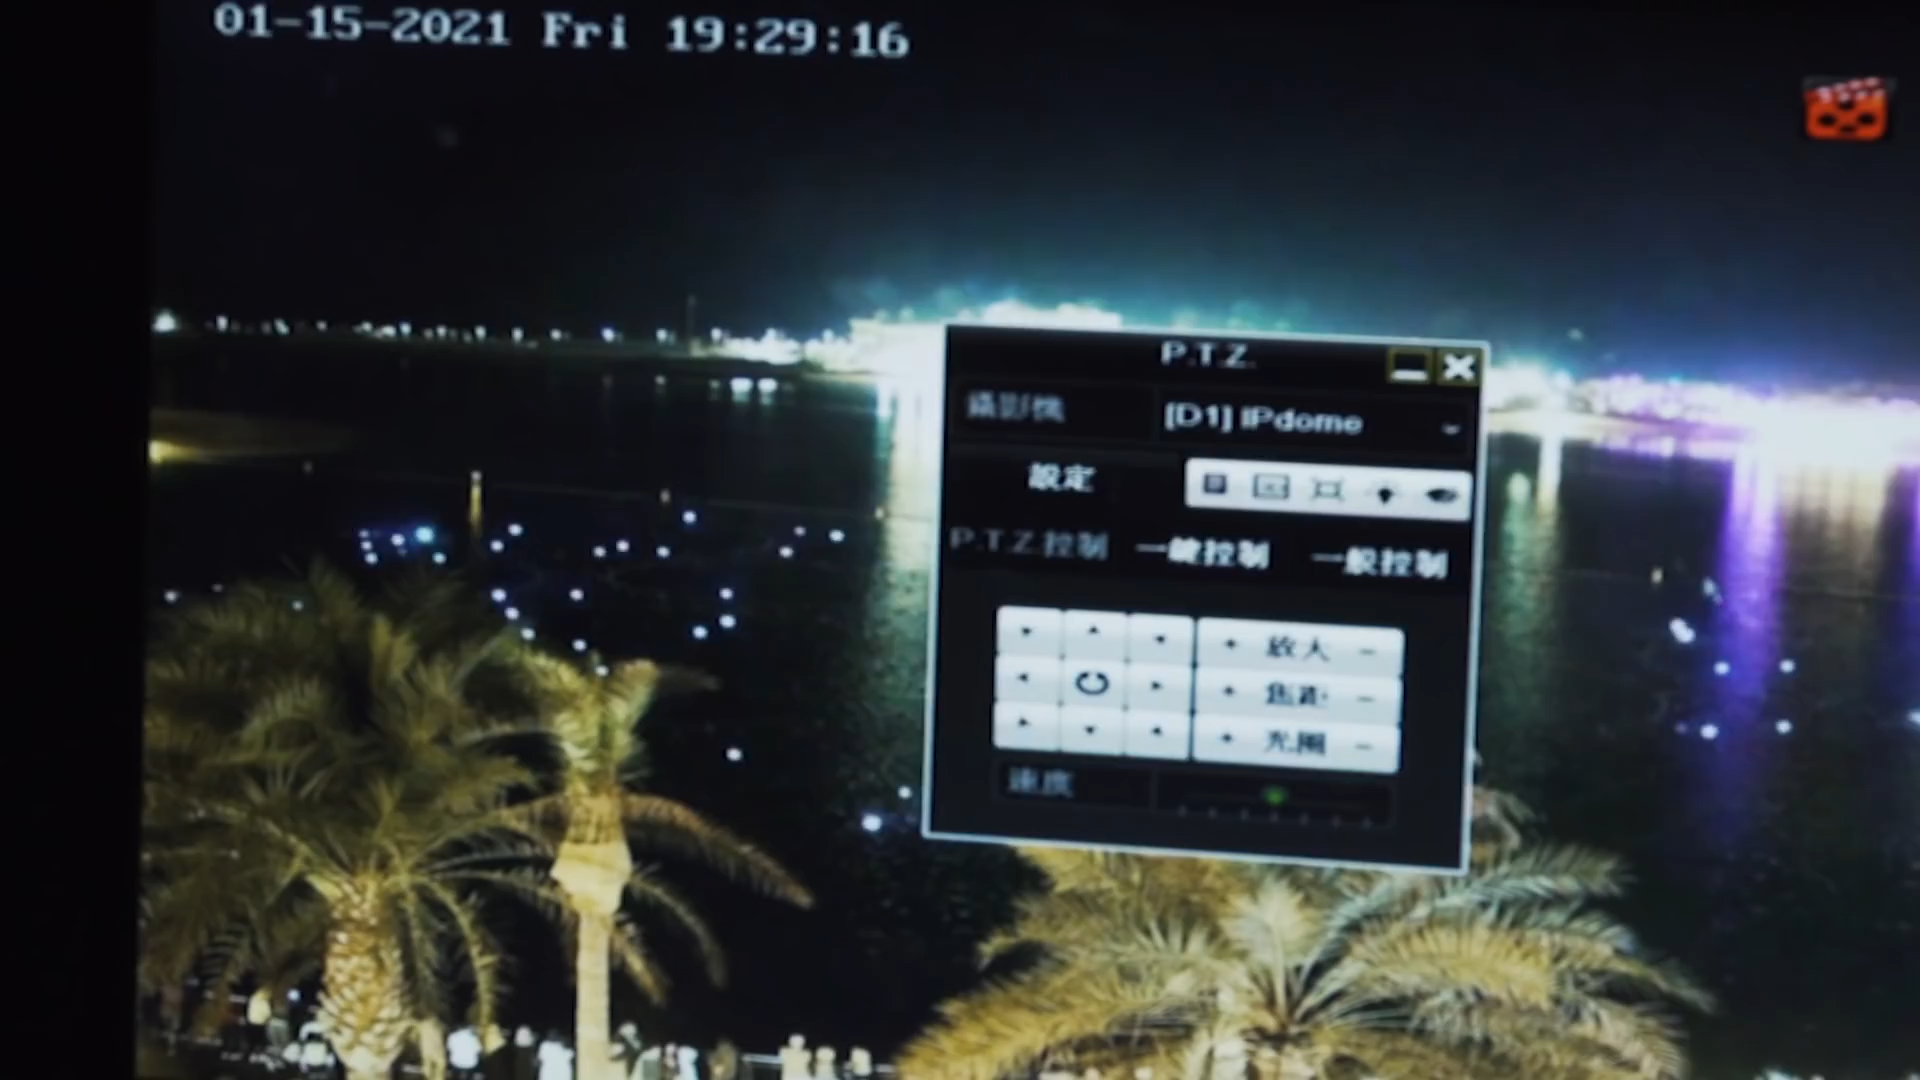 01-15-2021 Fri 19:29:16
P.T.Z.
攝影機 [D1] IPdome
設定
P.T.Z.控制 一鍵控制 一般控制
+ 放大 −
+ 焦距 −
+ 光圈 −
速度